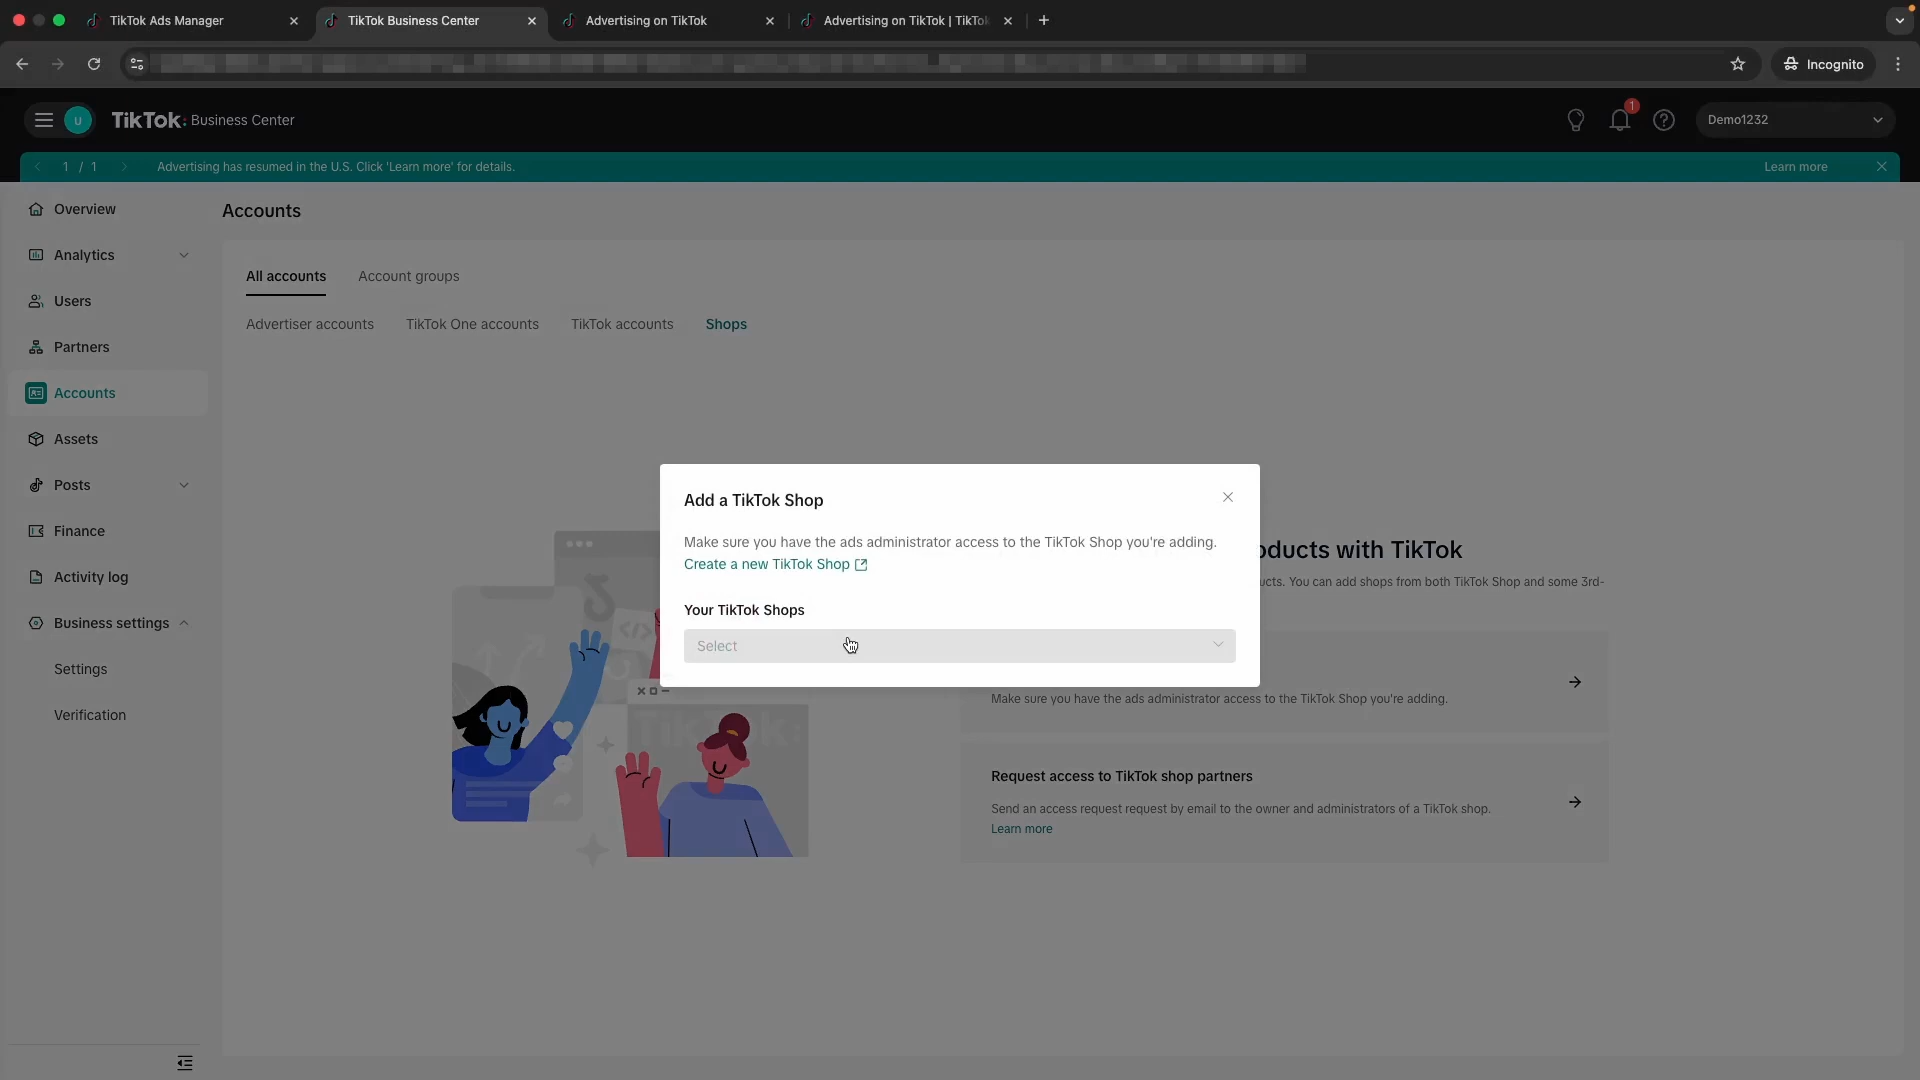 TikTok Ads Manager
TikTok Business Center
Advertising on TikTok
Advertising on TikTok | TikTok
Incognito
U
TikTok: Business Center
1
Demo1232
1 / 1
Advertising has resumed in the U.S. Click 'Learn more' for details.
Learn more
Overview
Analytics
Users
Partners
Accounts
Assets
Posts
Finance
Activity log
Business settings
Settings
Verification
Accounts
All accounts
Account groups
Advertiser accounts
TikTok One accounts
TikTok accounts
Shops
Add a TikTok Shop
Make sure you have the ads administrator access to the TikTok Shop you're adding.
Create a new TikTok Shop
Your TikTok Shops
Select
with TikTok
You can add shops from both TikTok Shop and some 3rd-
Make sure you have the ads administrator access to the TikTok Shop you're adding.
Request access to TikTok shop partners
Send an access request request by email to the owner and administrators of a TikTok shop.
Learn more